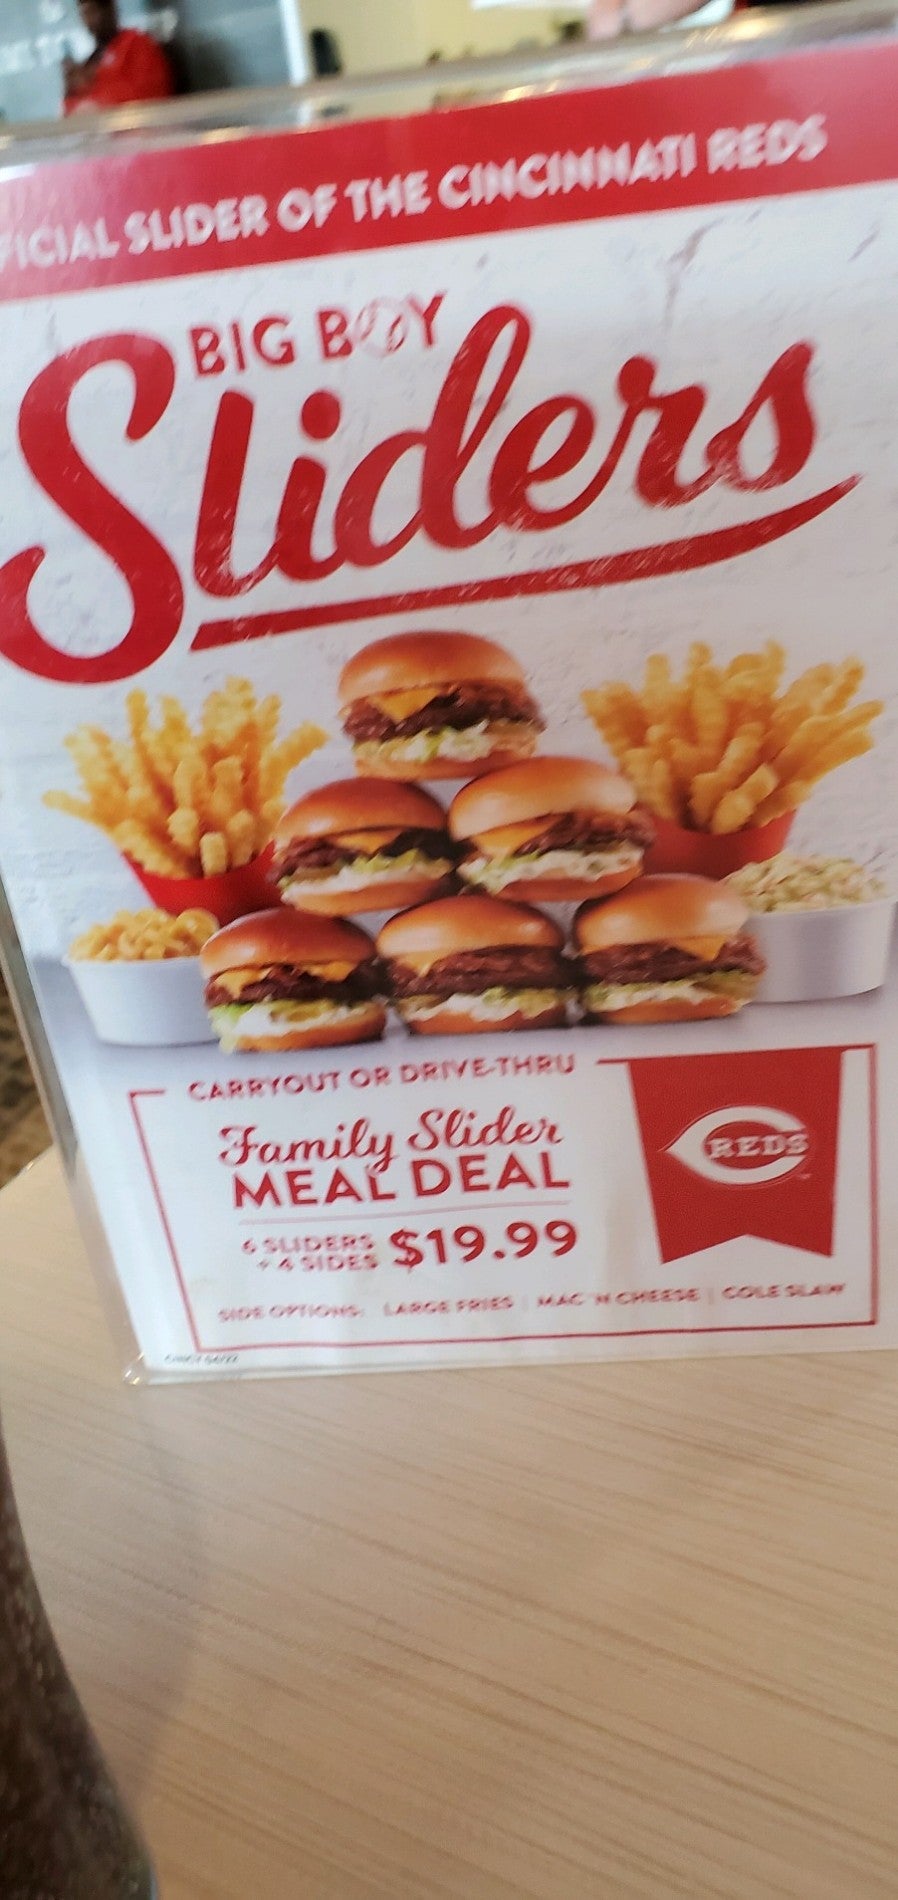 FICIAL SLIDER OF THE CINCINNATI REDS
BIG BOY
Sliders
CARRYOUT OR DRIVE-THRU
Family Slider
MEAL DEAL
6 SLIDERS
+ 4 SIDES
$19.99
REDS
SIDE OPTIONS: LARGE FRIES | MAC 'N CHEESE | COLE SLAW